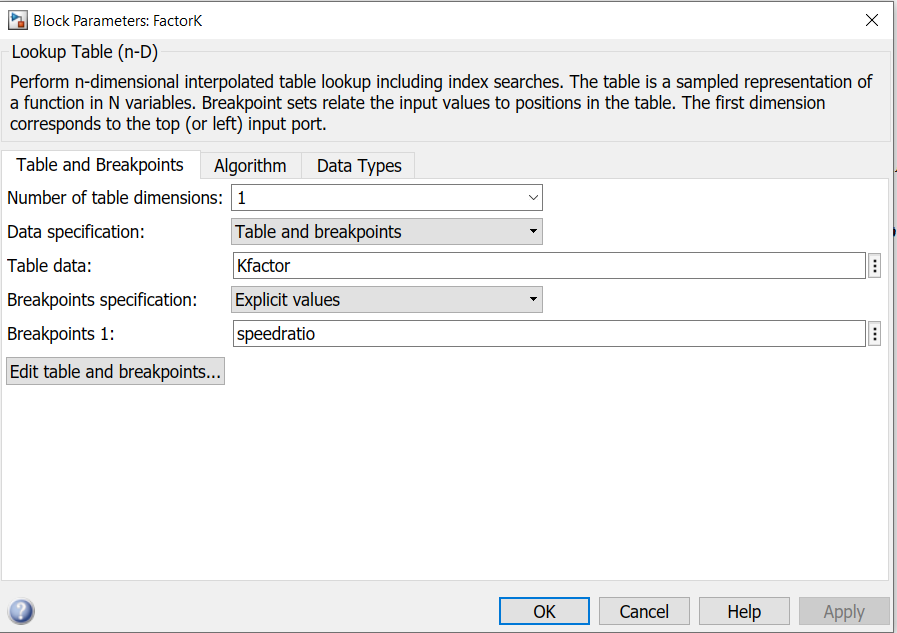 Block Parameters: FactorK
Lookup Table (n-D)
Perform n-dimensional interpolated table lookup including index searches. The table is a sampled representation of
a function in N variables. Breakpoint sets relate the input values to positions in the table. The first dimension
corresponds to the top (or left) input port.
Table and Breakpoints Algorithm Data Types
Number of table dimensions: 1
Data specification: Table and breakpoints
Table data: Kfactor
Breakpoints specification: Explicit values
Breakpoints 1: speedratio
Edit table and breakpoints...
OK Cancel Help Apply